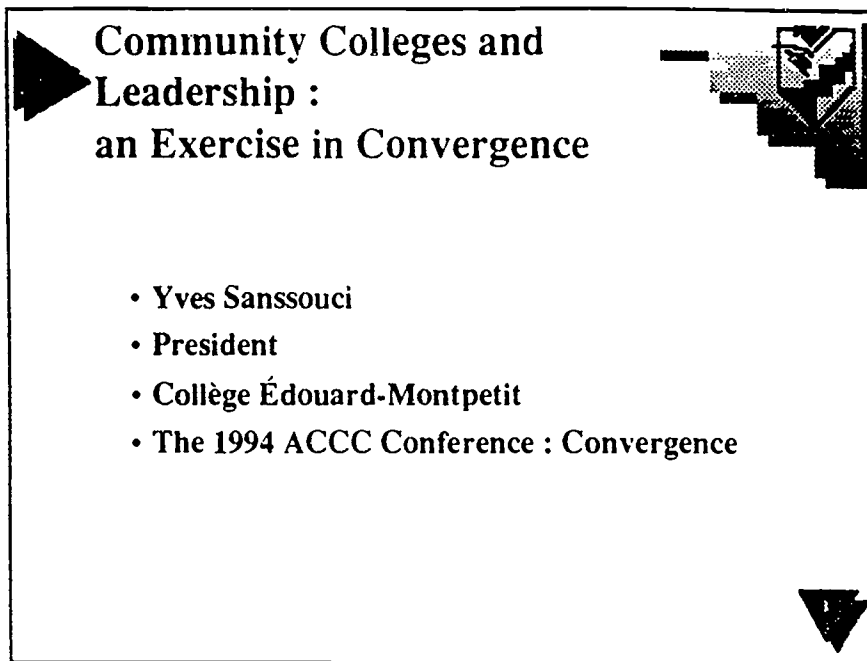 Community Colleges and
Leadership :
an Exercise in Convergence
• Yves Sanssouci
• President
• Collège Édouard-Montpetit
• The 1994 ACCC Conference : Convergence